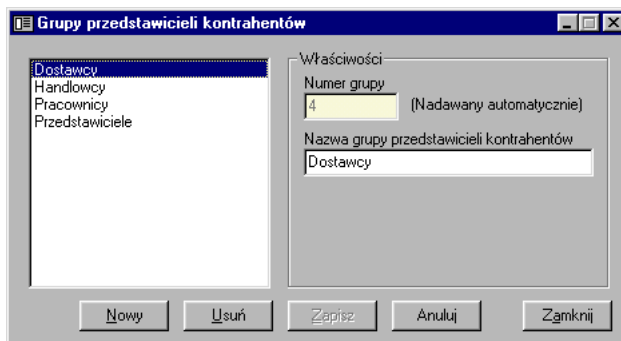 Grupy przedstawicieli kontrahentów
Dostawcy
Handlowcy
Pracownicy
Przedstawiciele
Właściwości
Numer grupy
4 (Nadawany automatycznie)
Nazwa grupy przedstawicieli kontrahentów
Dostawcy
Nowy Usuń Zapisz Anuluj Zamknij